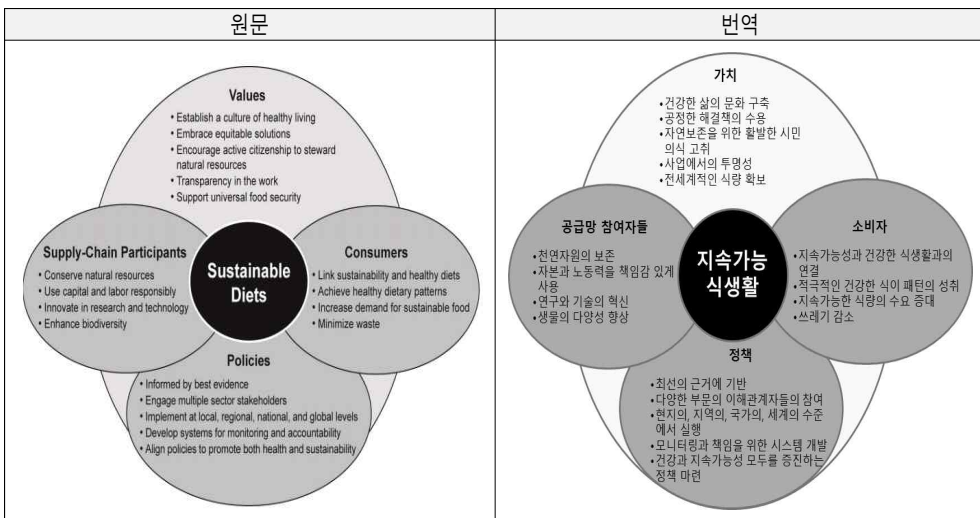 원문
Values
• Establish a culture of healthy living
• Embrace equitable solutions
• Encourage active citizenship to steward
natural resources
• Transparency in the work
• Support universal food security
Supply-Chain Participants
• Conserve natural resources
• Use capital and labor responsibly
• Innovate in research and technology
• Enhance biodiversity
Sustainable
Diets
Consumers
• Link sustainability and healthy diets
• Achieve healthy dietary patterns
• Increase demand for sustainable food
• Minimize waste
Policies
• Informed by best evidence
• Engage multiple sector stakeholders
• Implement at local, regional, national, and global levels
• Develop systems for monitoring and accountability
• Align policies to promote both health and sustainability
번역
가치
•건강한 삶의 문화 구축
•공정한 해결책의 수용
•자연보존을 위한 활발한 시민
의식 고취
•사업에서의 투명성
•전세계적인 식량 확보
공급망 참여자들
•천연자원의 보존
•자본과 노동력을 책임감 있게
사용
•연구와 기술의 혁신
•생물의 다양성 향상
지속가능
식생활
소비자
•지속가능성과 건강한 식생활과의
연결
•적극적인 건강한 식이 패턴의 성취
•지속가능한 식량의 수요 증대
•쓰레기 감소
정책
•최선의 근거에 기반
•다양한 부문의 이해관계자들의 참여
•현지의, 지역의, 국가의, 세계의 수준
에서 실행
•모니터링과 책임을 위한 시스템 개발
•건강과 지속가능성 모두를 증진하는
정책 마련